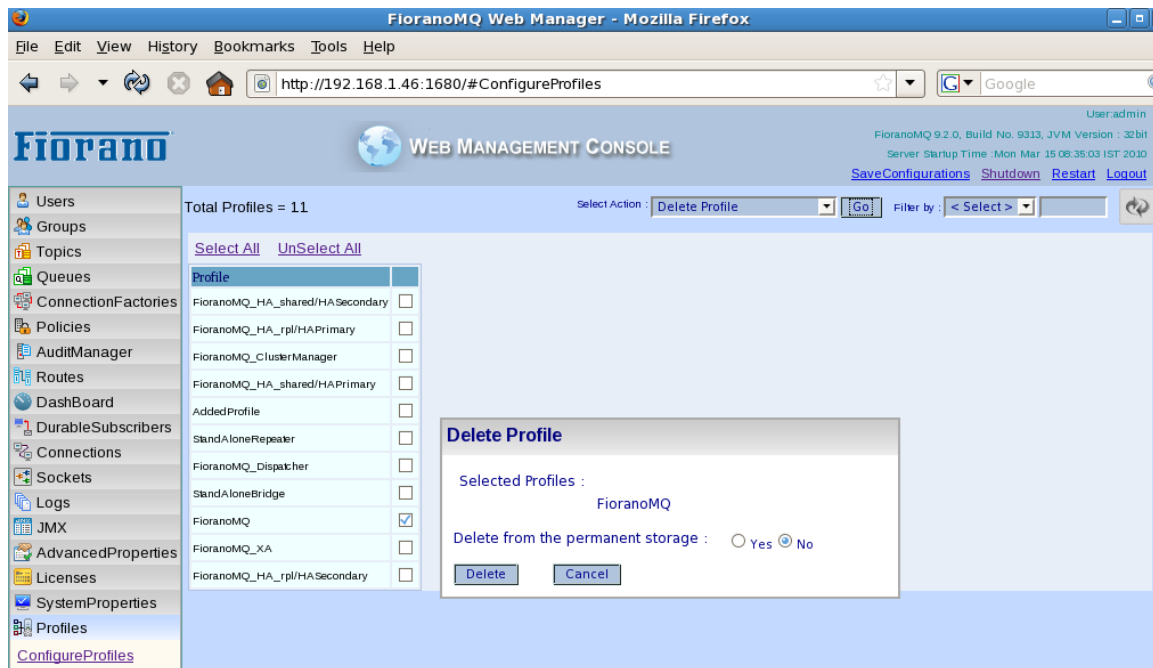 FioranoMQ Web Manager - Mozilla Firefox
File Edit View History Bookmarks Tools Help
http://192.168.1.46:1680/#ConfigureProfiles
G Google
User:admin
FioranoMQ 9.2.0, Build No. 9313, JVM Version : 32bit
Server Startup Time :Mon Mar 15 08:35:03 IST 2010
Fiorano
WEB MANAGEMENT CONSOLE
SaveConfigurations Shutdown Restart Logout
Users
Groups
Topics
Queues
ConnectionFactories
Policies
AuditManager
Routes
DashBoard
DurableSubscribers
Connections
Sockets
Logs
JMX
AdvancedProperties
Licenses
SystemProperties
Profiles
ConfigureProfiles
Total Profiles = 11
Select Action : Delete Profile Go Filter by : < Select >
Select All UnSelect All
Profile
FioranoMQ_HA_shared/HASecondary
FioranoMQ_HA_rpl/HAPrimary
FioranoMQ_ClusterManager
FioranoMQ_HA_shared/HAPrimary
AddedProfile
StandAloneRepeater
FioranoMQ_Dispatcher
StandAloneBridge
FioranoMQ
FioranoMQ_XA
FioranoMQ_HA_rpl/HASecondary
Delete Profile
Selected Profiles :
FioranoMQ
Delete from the permanent storage : Yes No
Delete Cancel